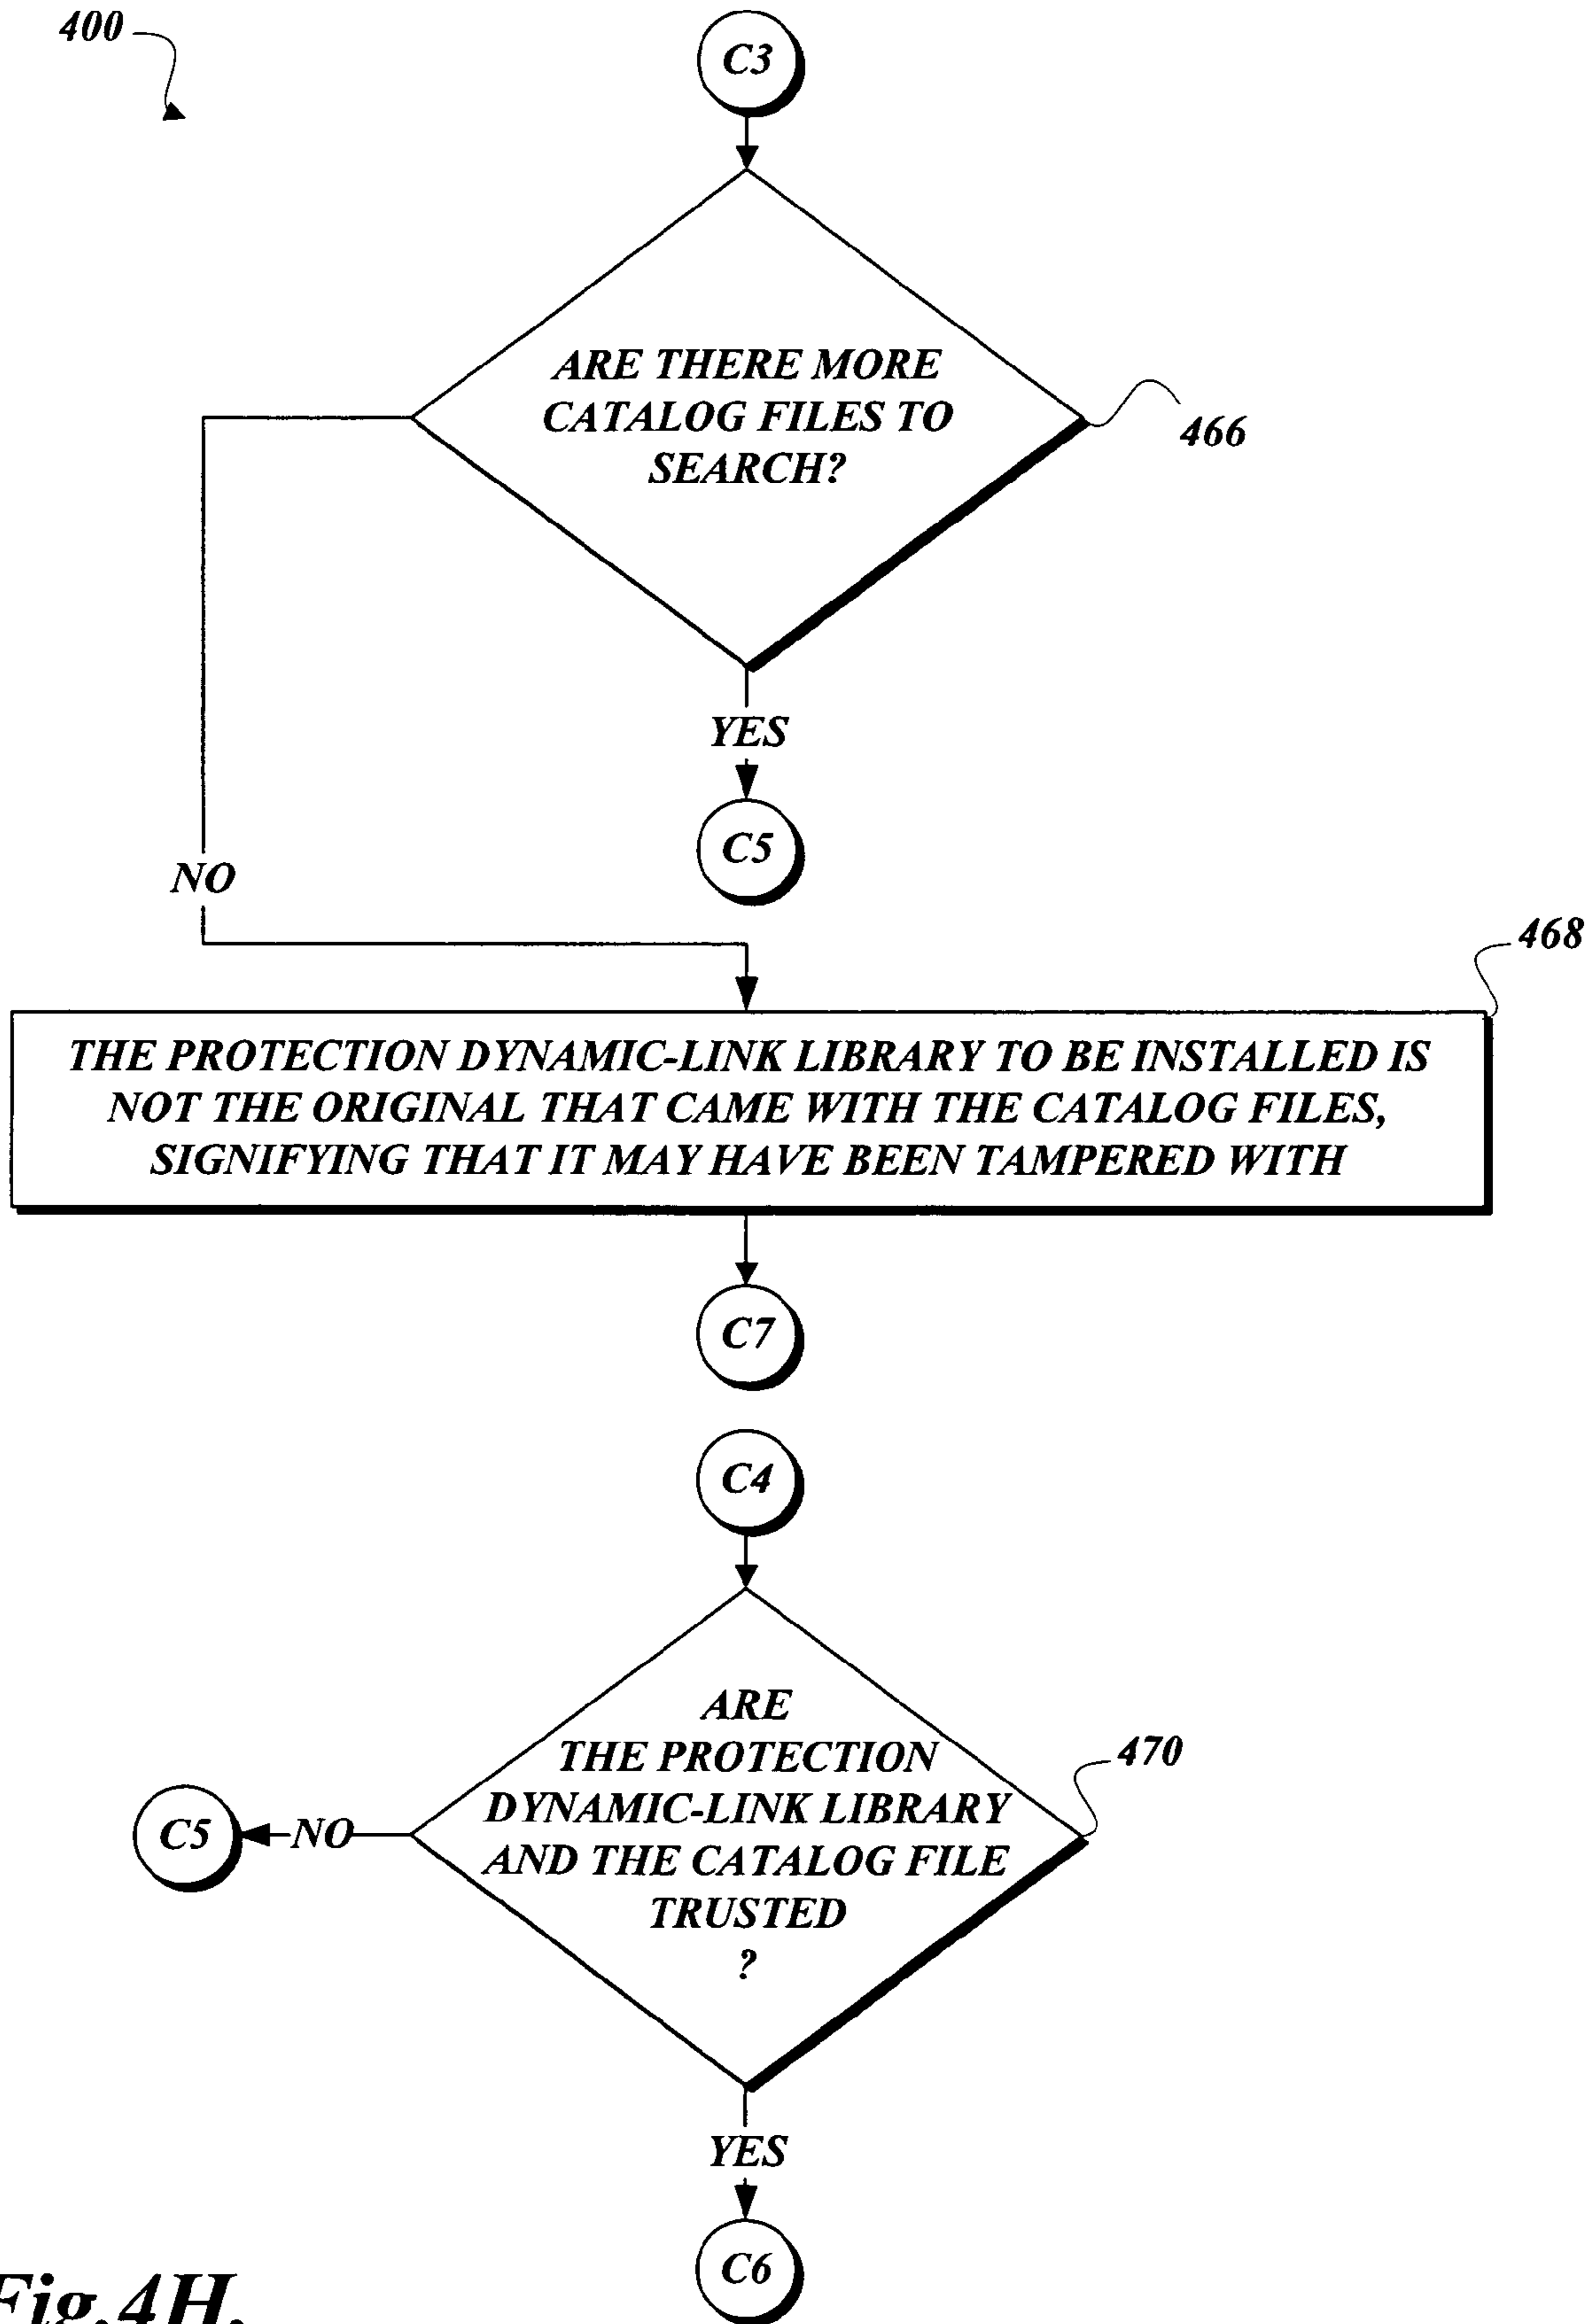 400
C3
ARE THERE MORE
CATALOG FILES TO
SEARCH?
466
YES
C5
NO
468
THE PROTECTION DYNAMIC-LINK LIBRARY TO BE INSTALLED IS
NOT THE ORIGINAL THAT CAME WITH THE CATALOG FILES,
SIGNIFYING THAT IT MAY HAVE BEEN TAMPERED WITH
C7
C4
ARE
THE PROTECTION
DYNAMIC-LINK LIBRARY
AND THE CATALOG FILE
TRUSTED
?
470
C5
NO
YES
C6
Fig.4H.